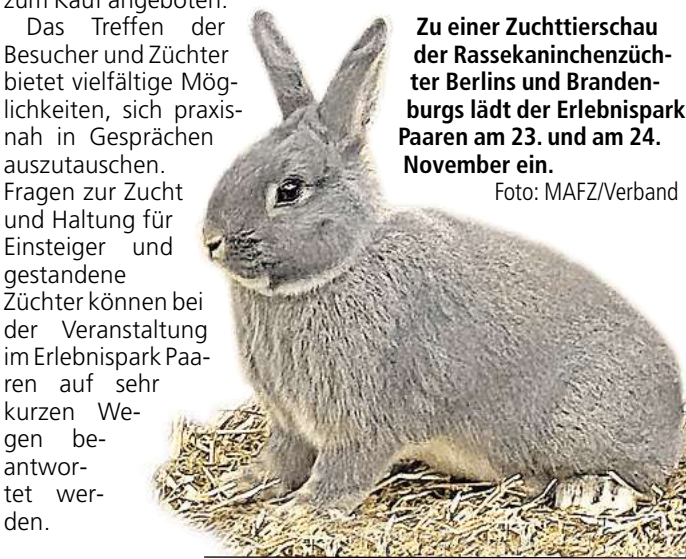 zum Kauf angeboten.
Das Treffen der
Besucher und Züchter
bietet vielfältige Mög-
lichkeiten, sich praxis-
nah in Gesprächen
auszutauschen.
Fragen zur Zucht
und Haltung für
Einsteiger und
gestandene
Züchter können bei
der Veranstaltung
im Erlebnispark Paa-
ren auf sehr
kurzen We-
gen be-
antwor-
tet wer-
den.
Zu einer Zuchttierschau
der Rassekaninchenzüch-
ter Berlins und Branden-
burgs lädt der Erlebnispark
Paaren am 23. und am 24.
November ein.
Foto: MAFZ/Verband